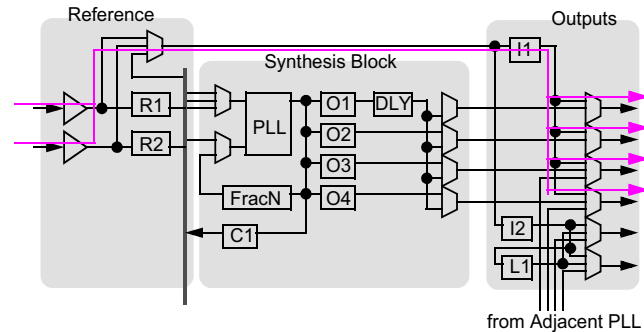 Reference
Outputs
I1
Synthesis Block
R1
O1
DLY
PLL
R2
O2
O3
FracN
O4
C1
I2
L1
from Adjacent PLL